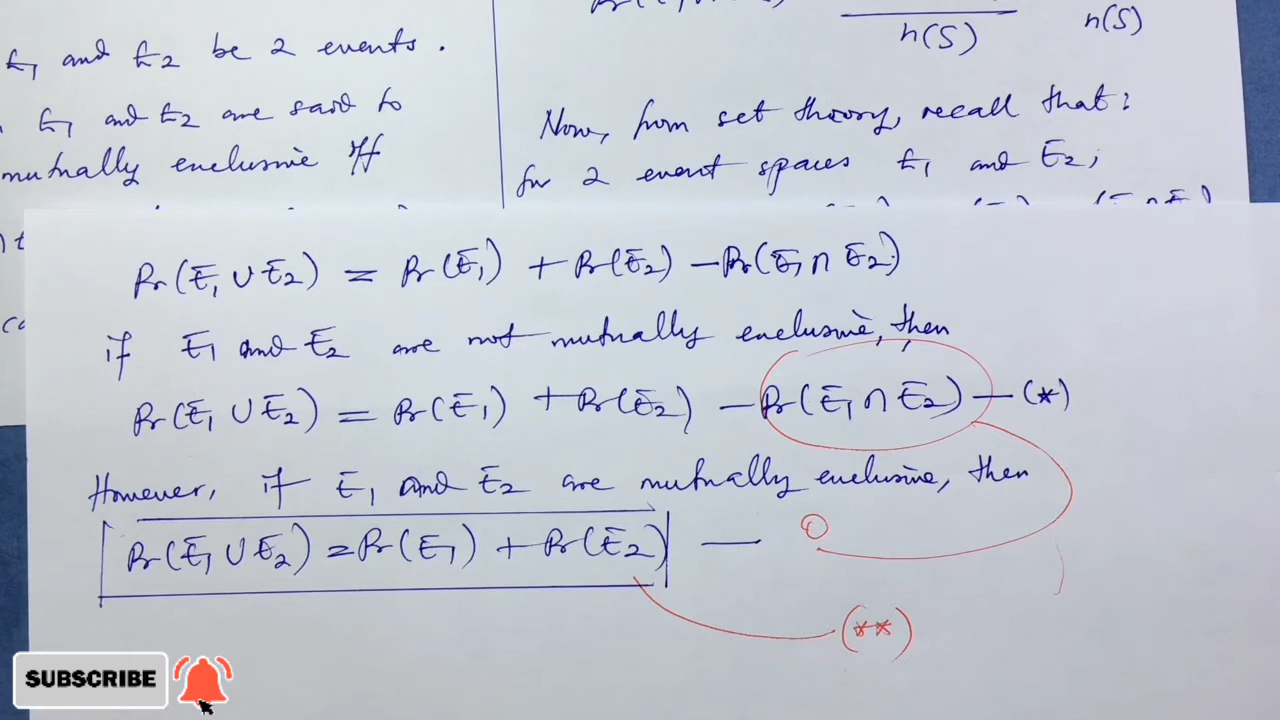 E1 and E2 be 2 events.
E1 and E2 are said to
mutually exclusive iff
n(S) n(S)
Now, from set theory, recall that:
for 2 event spaces E1 and E2;
Pr(E1 ∪ E2) = Pr(E1) + Pr(E2) - Pr(E1 ∩ E2)
if E1 and E2 are not mutually exclusive, then
Pr(E1 ∪ E2) = Pr(E1) + Pr(E2) - Pr(E1 ∩ E2) — (*)
However, if E1 and E2 are mutually exclusive, then
Pr(E1 ∪ E2) = Pr(E1) + Pr(E2) — 0
(**)
SUBSCRIBE